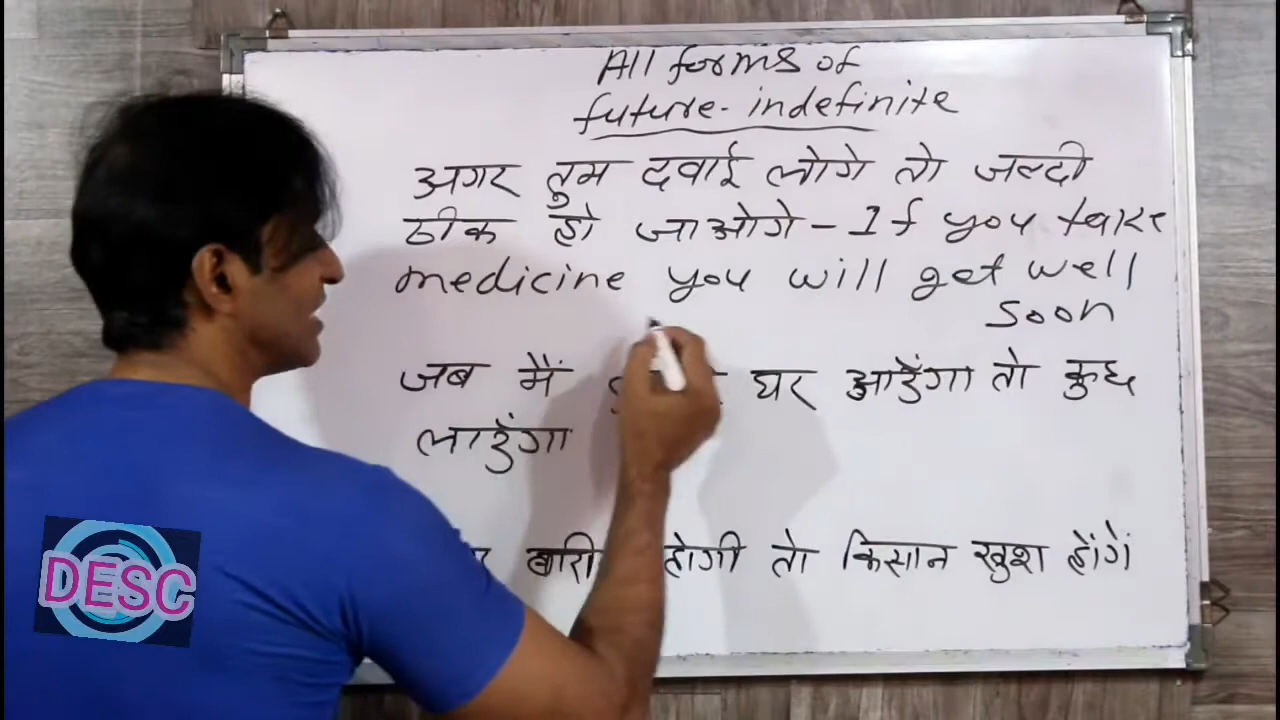 All forms of
future-indefinite
अगर तुम दवाई लोगे तो जल्दी
ठीक हो जाओगे - If you take
medicine you will get well
soon
जब मैं घर आउँगा तो कुछ
लाउँगा
होगी तो किसान खुश होंगें
DESC